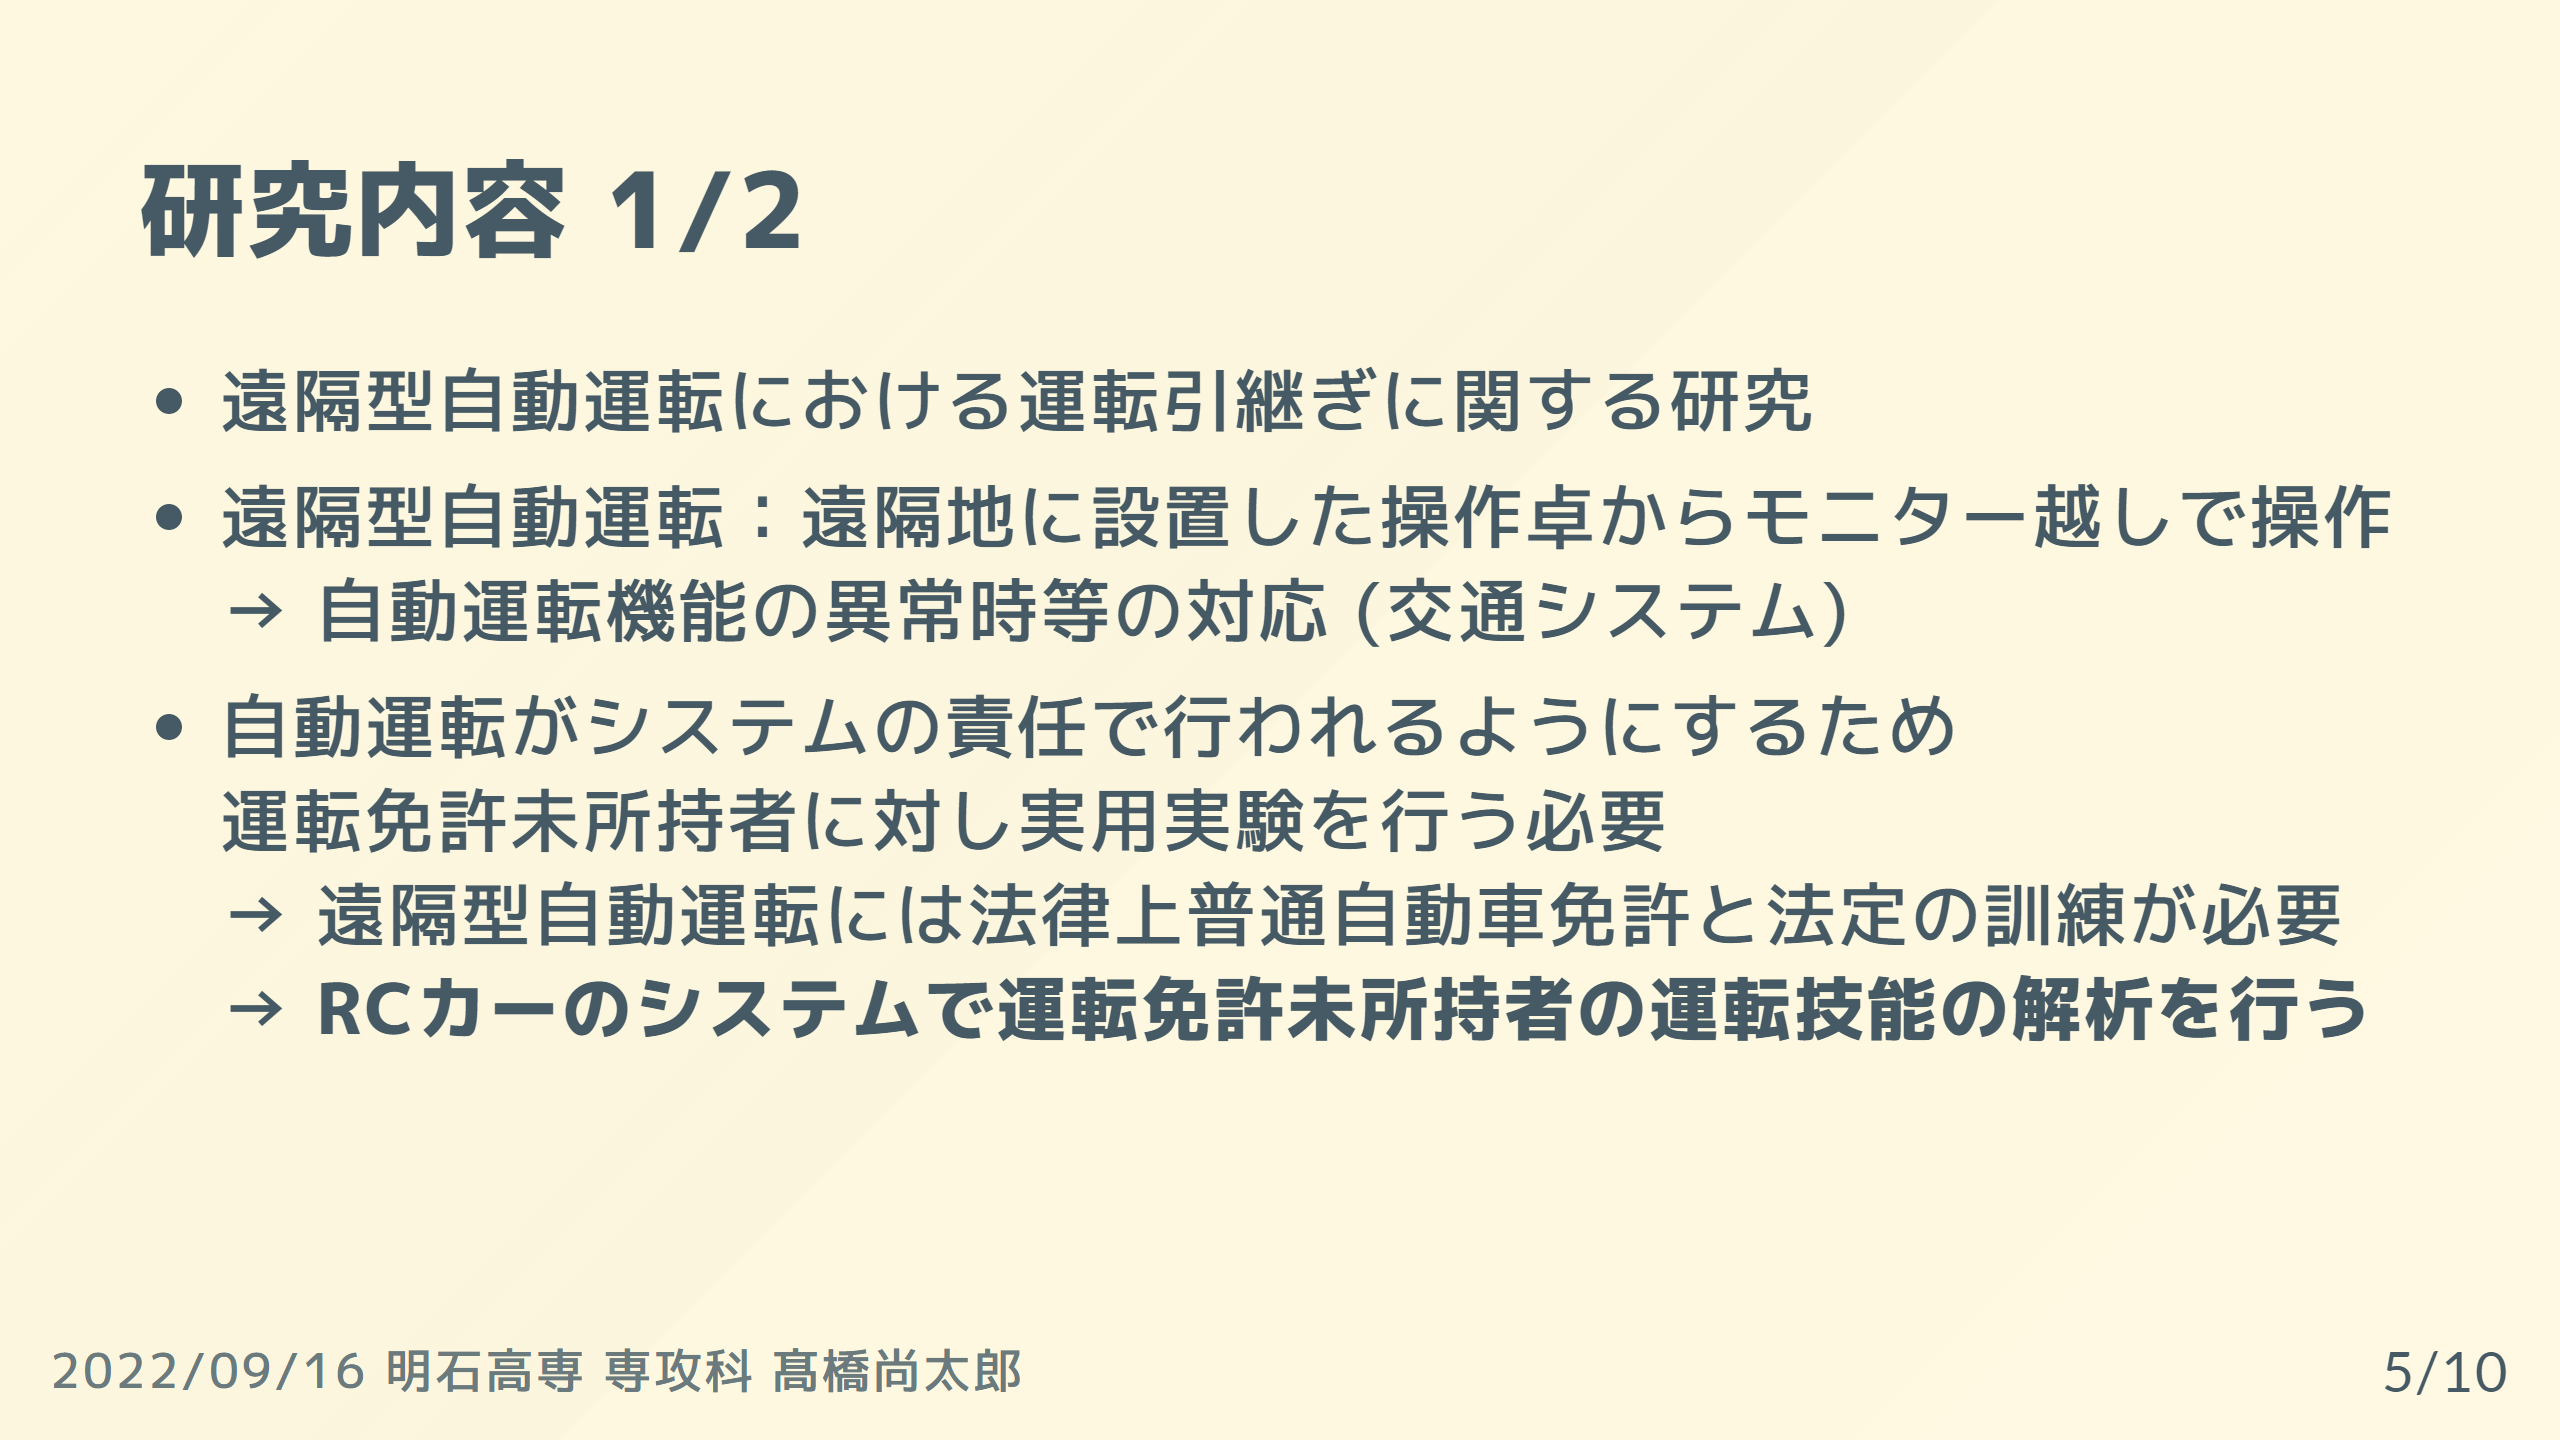 研究内容 1/2
• 遠隔型自動運転における運転引継ぎに関する研究
• 遠隔型自動運転：遠隔地に設置した操作卓からモニター越しで操作
→ 自動運転機能の異常時等の対応 (交通システム)
• 自動運転がシステムの責任で行われるようにするため
運転免許未所持者に対し実用実験を行う必要
→ 遠隔型自動運転には法律上普通自動車免許と法定の訓練が必要
→ RCカーのシステムで運転免許未所持者の運転技能の解析を行う
2022/09/16 明石高専 専攻科 髙橋尚太郎
5/10